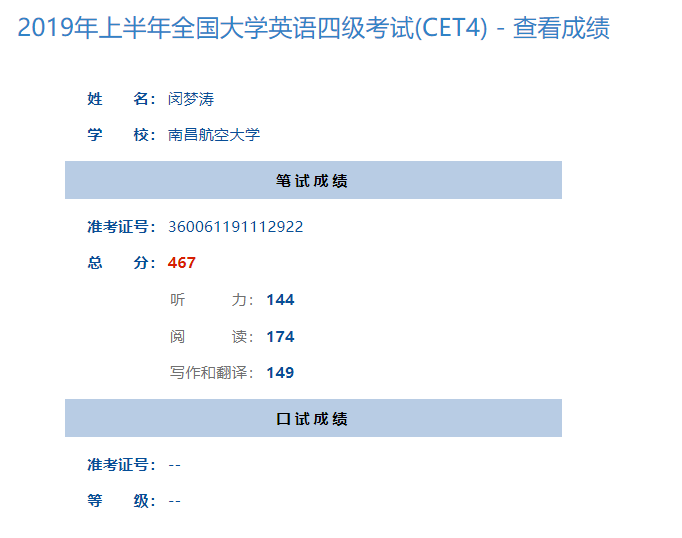 2019年上半年全国大学英语四级考试(CET4) - 查看成绩
姓 名： 闵梦涛
学 校： 南昌航空大学
笔试成绩
准考证号： 360061191112922
总 分： 467
听 力： 144
阅 读： 174
写作和翻译： 149
口试成绩
准考证号： --
等 级： --